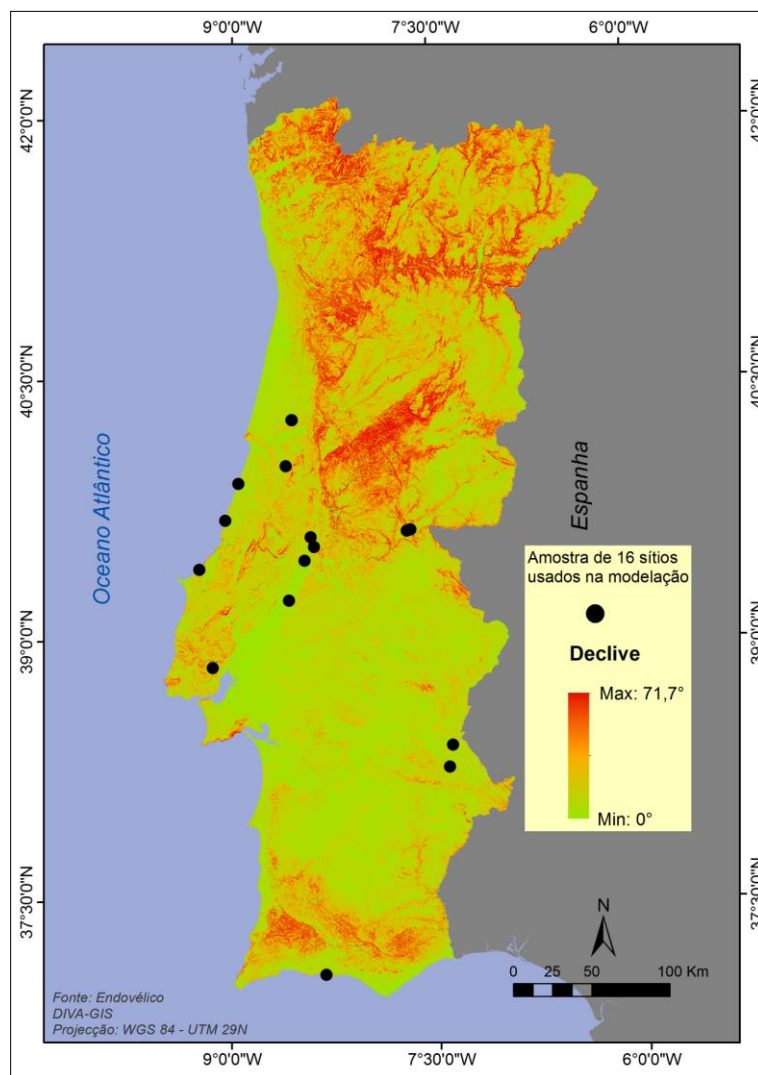 9°0'0"W
7°30'0"W
6°0'0"W
42°0'0"N
42°0'0"N
40°30'0"N
40°30'0"N
Oceano Atlântico
Espanha
Amostra de 16 sítios
usados na modelação
Declive
Max: 71,7°
Min: 0°
39°0'0"N
39°0'0"N
37°30'0"N
37°30'0"N
N
0 25 50 100 Km
Fonte: Endovélico
DIVA-GIS
Projecção: WGS 84 - UTM 29N
9°0'0"W
7°30'0"W
6°0'0"W